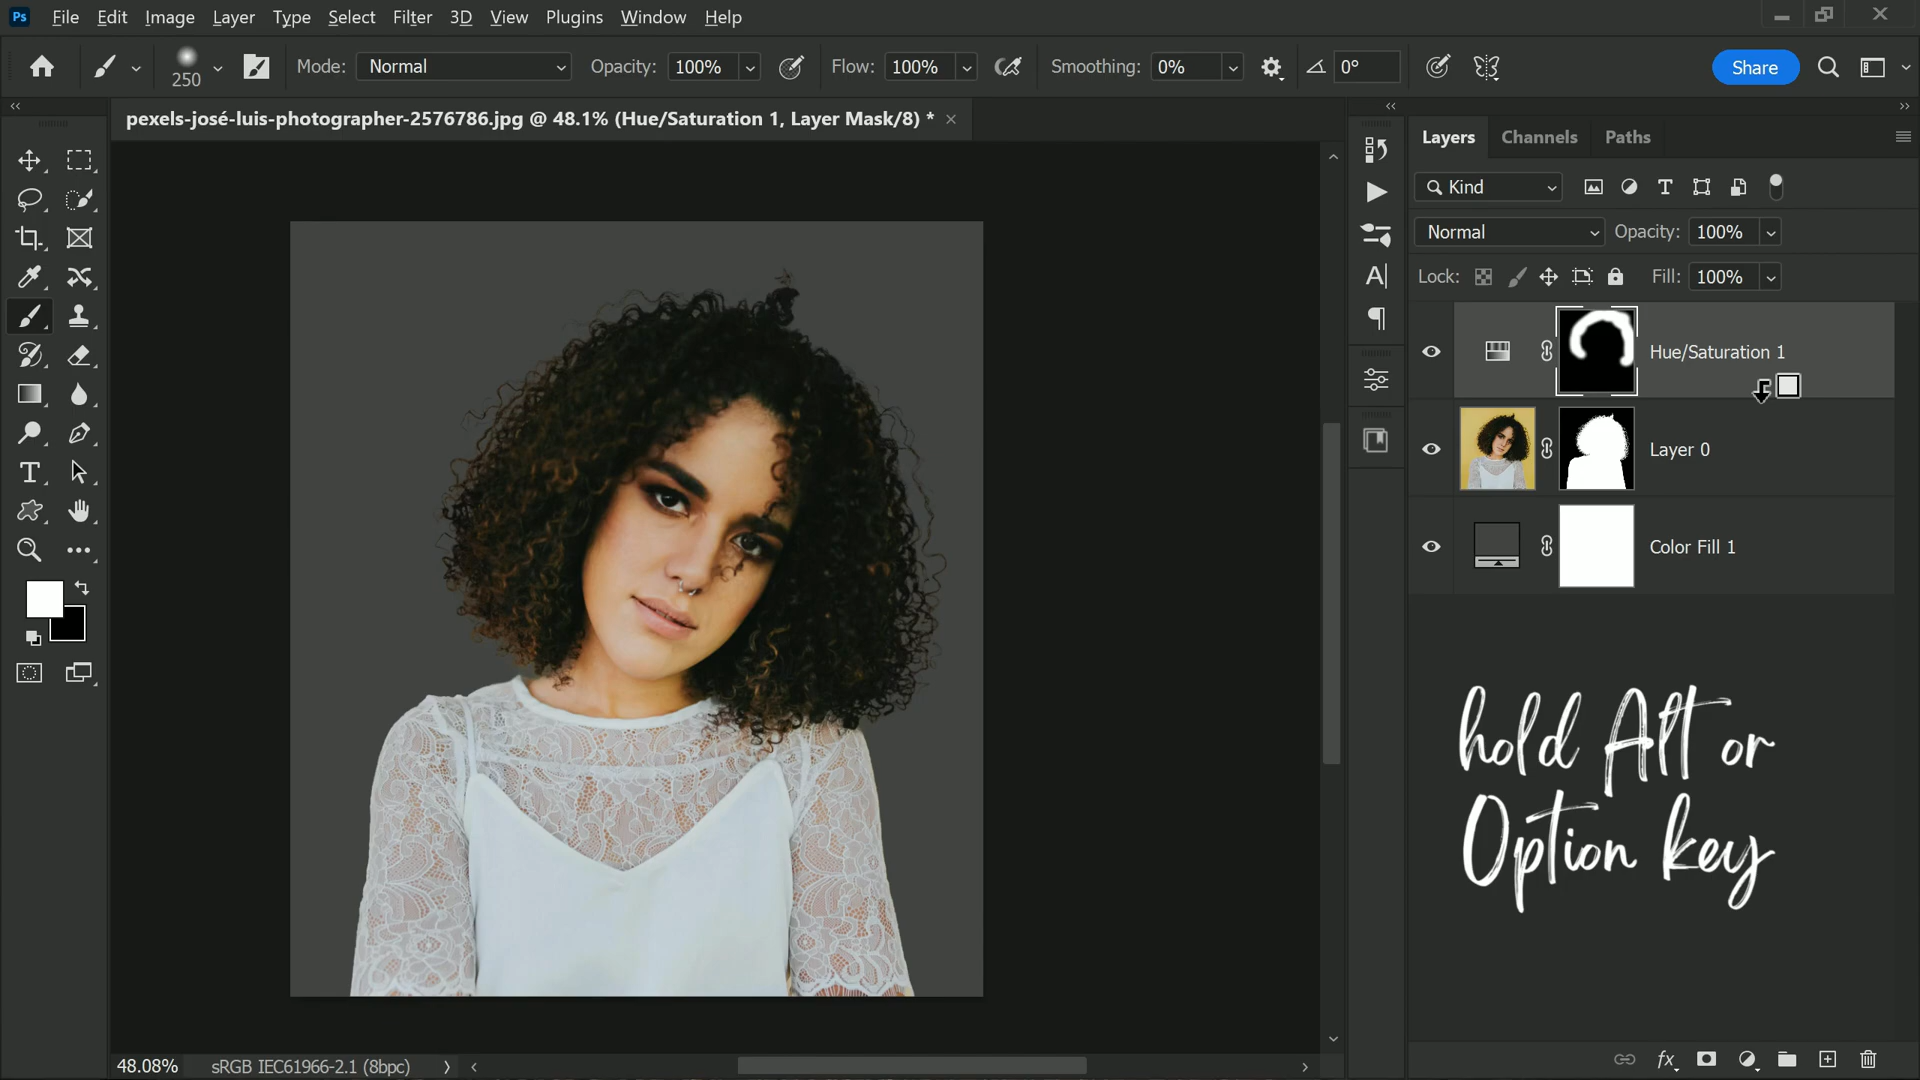 Ps File Edit Image Layer Type Select Filter 3D View Plugins Window Help
250 Mode: Normal Opacity: 100% Flow: 100% Smoothing: 0% 0° Share
pexels-josé-luis-photographer-2576786.jpg @ 48.1% (Hue/Saturation 1, Layer Mask/8) *
Layers Channels Paths
Kind
Normal Opacity: 100%
Lock: Fill: 100%
Hue/Saturation 1
Layer 0
Color Fill 1
hold Alt or
Option key
48.08% sRGB IEC61966-2.1 (8bpc)
fx